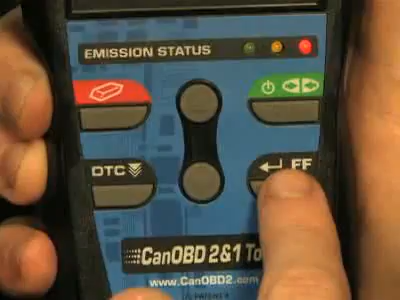 EMISSION STATUS
DTC
FF
CanOBD 2&1 To
www.CanOBD2.com